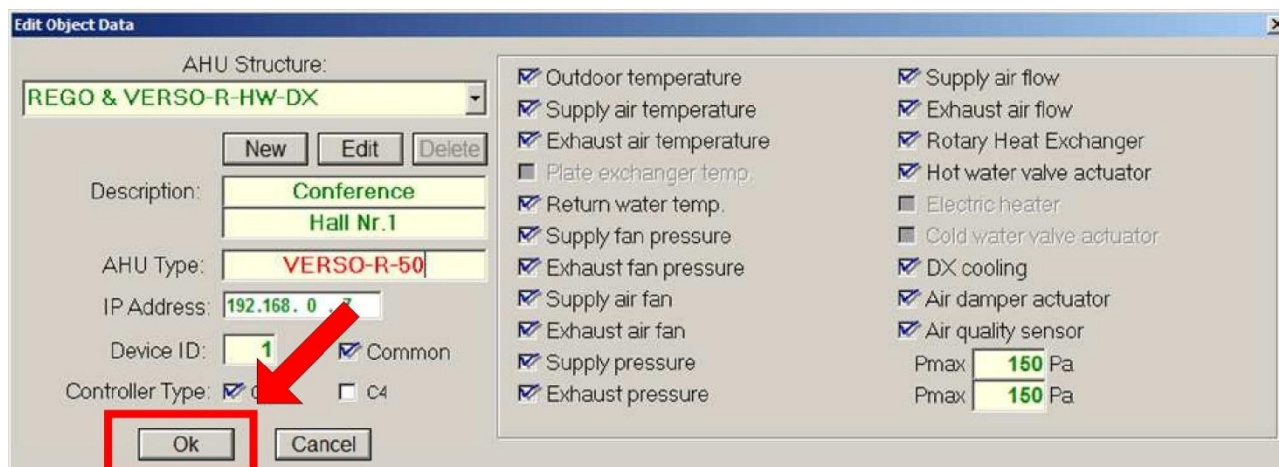 Edit Object Data
AHU Structure:
REGO & VERSO-R-HW-DX
New Edit Delete
Description: Conference
Hall Nr.1
AHU Type: VERSO-R-50
IP Address: 192.168. 0 . 7
Device ID: 1 Common
Controller Type: C4
Ok Cancel
Outdoor temperature
Supply air temperature
Exhaust air temperature
Plate exchanger temp.
Return water temp.
Supply fan pressure
Exhaust fan pressure
Supply air fan
Exhaust air fan
Supply pressure
Exhaust pressure
Supply air flow
Exhaust air flow
Rotary Heat Exchanger
Hot water valve actuator
Electric heater
Cold water valve actuator
DX cooling
Air damper actuator
Air quality sensor
Pmax 150 Pa
Pmax 150 Pa